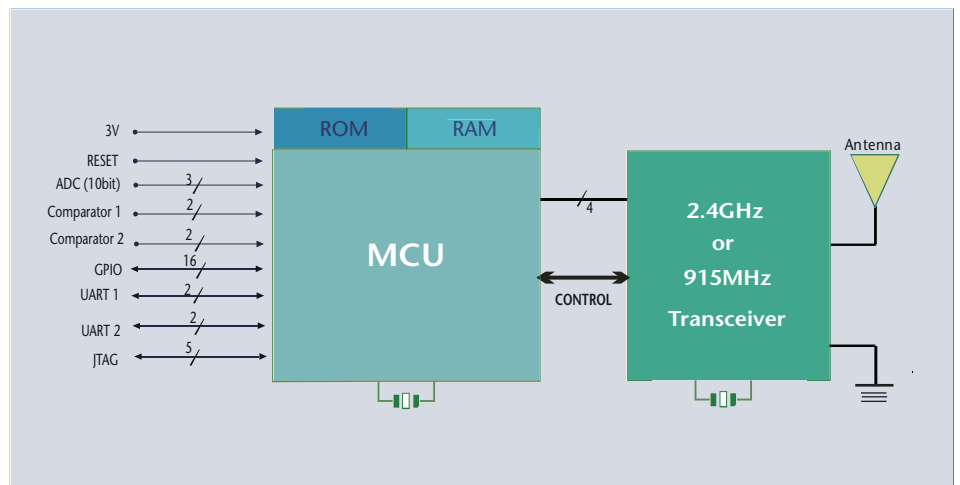 ROM RAM
3V
RESET
ADC (10bit) 3
Comparator 1 2
Comparator 2 2
GPIO 16
UART 1 2
UART 2 2
JTAG 5
MCU
4
CONTROL
2.4GHz
or
915MHz
Transceiver
Antenna